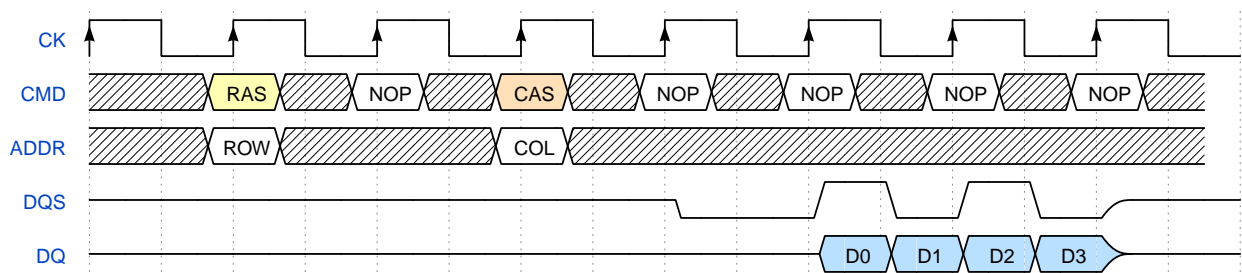 CK
CMD RAS NOP CAS NOP NOP NOP NOP
ADDR ROW COL
DQS
DQ D0 D1 D2 D3